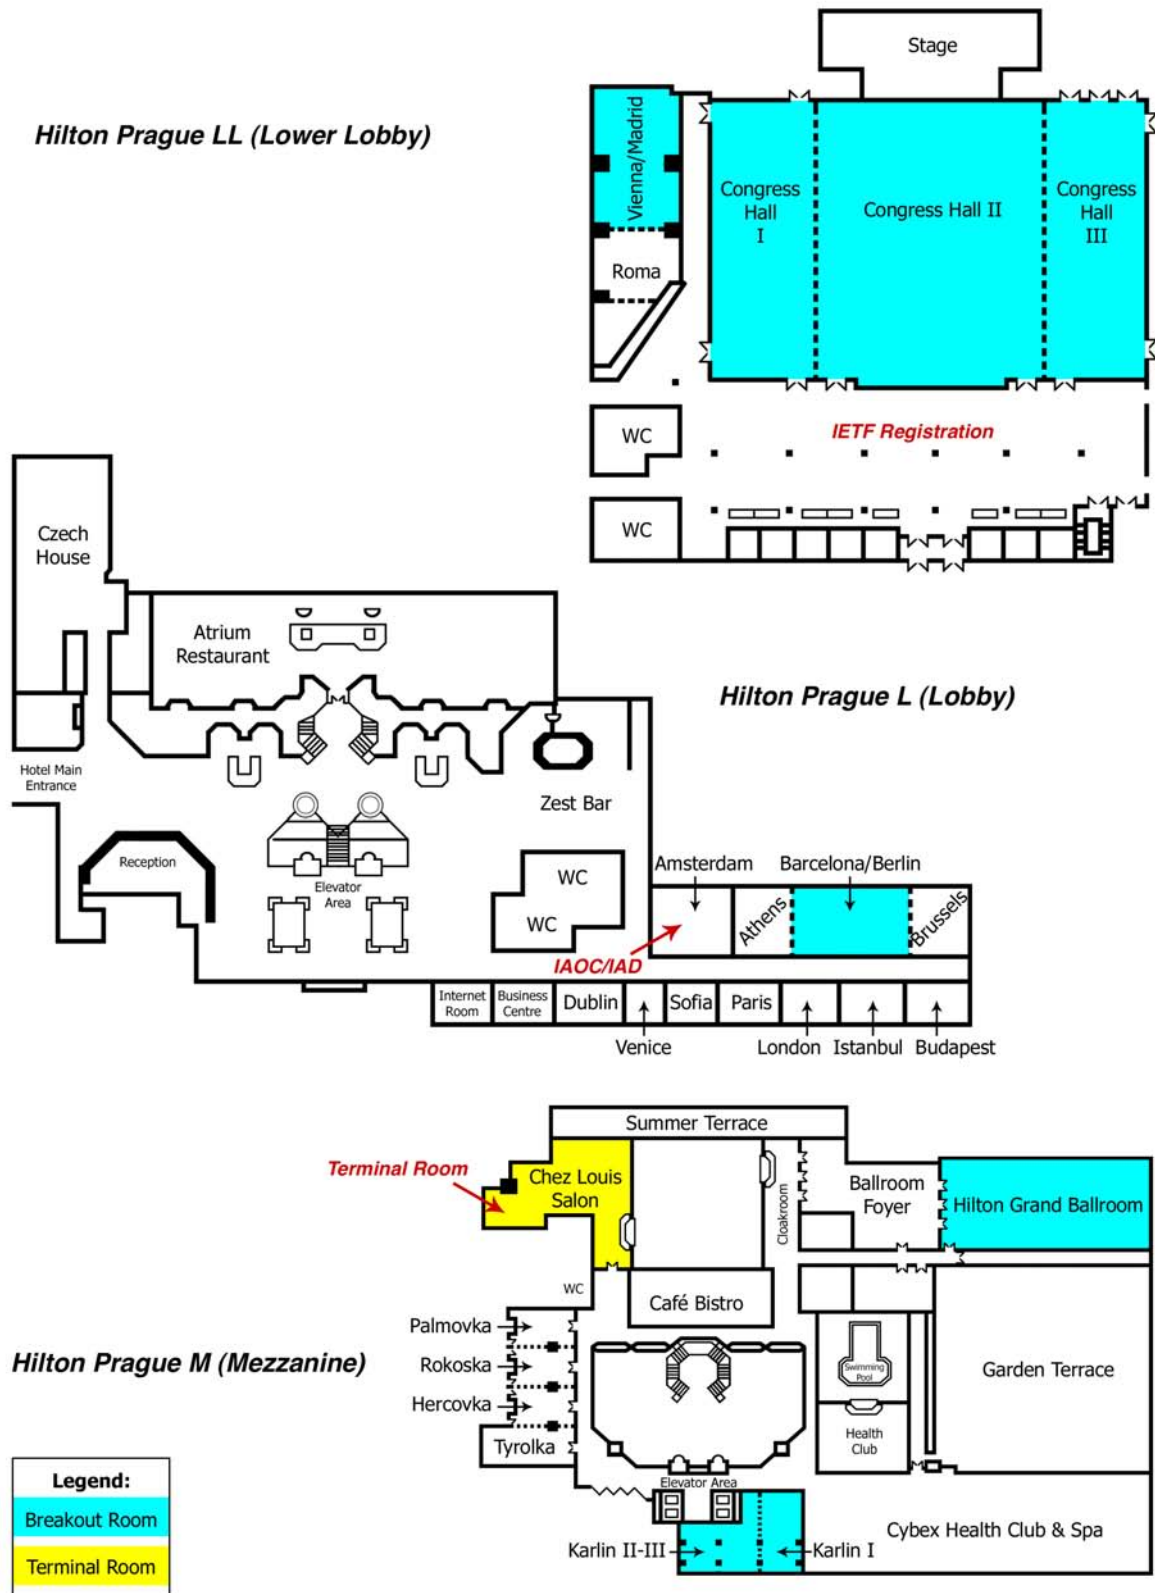 Stage
Hilton Prague LL (Lower Lobby)
Vienna/Madrid
Congress
Hall
I
Congress Hall II
Congress
Hall
III
Roma
WC
IETF Registration
WC
Czech
House
Atrium
Restaurant
Hilton Prague L (Lobby)
Hotel Main
Entrance
Zest Bar
Reception
Elevator
Area
WC
WC
Amsterdam
Barcelona/Berlin
Athens
Brussels
IAOC/IAD
Internet
Room
Business
Centre
Dublin
Sofia
Paris
Venice
London
Istanbul
Budapest
Summer Terrace
Terminal Room
Chez Louis
Salon
Cloakroom
Ballroom
Foyer
Hilton Grand Ballroom
WC
Café Bistro
Palmovka
Hilton Prague M (Mezzanine)
Rokoska
Hercovka
Tyrolka
Swimming
Pool
Garden Terrace
Health
Club
Elevator Area
Karlin II-III
Karlin I
Cybex Health Club & Spa
Legend:
Breakout Room
Terminal Room